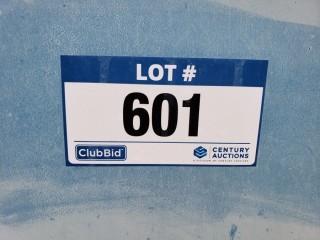 LOT #
601
ClubBid
CENTURY
AUCTIONS